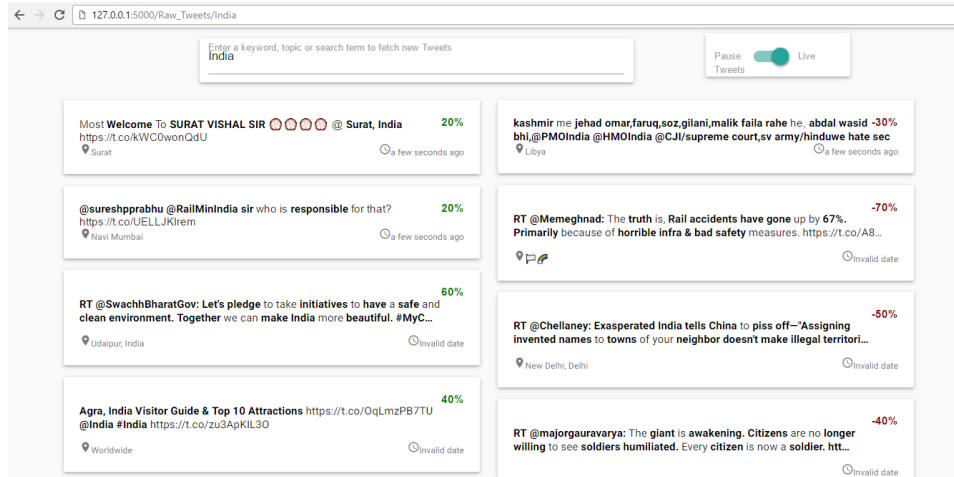 127.0.0.1:5000/Raw_Tweets/India
Enter a keyword, topic or search term to fetch new Tweets
India
Pause Tweets
Live
Most Welcome To SURAT VISHAL SIR @ Surat, India
20%
https://t.co/kWC0wonQdU
Surat
a few seconds ago
@sureshpprabhu @RailMinIndia sir who is responsible for that?
20%
https://t.co/UELLJKIrem
Navi Mumbai
a few seconds ago
60%
RT @SwachhBharatGov: Let's pledge to take initiatives to have a safe and
clean environment. Together we can make India more beautiful. #MyC…
Udaipur, India
Invalid date
40%
Agra, India Visitor Guide & Top 10 Attractions https://t.co/OqLmzPB7TU
@India #India https://t.co/zu3ApKIL3O
Worldwide
Invalid date
kashmir me jehad omar,faruq,soz,gilani,malik faila rahe he, abdal wasid
-30%
bhi,@PMOIndia @HMOIndia @CJI/supreme court,sv army/hinduwe hate sec
Libya
a few seconds ago
-70%
RT @Memeghnad: The truth is, Rail accidents have gone up by 67%.
Primarily because of horrible infra & bad safety measures. https://t.co/A8…
Invalid date
-50%
RT @Chellaney: Exasperated India tells China to piss off—"Assigning
invented names to towns of your neighbor doesn't make illegal territori…
New Delhi, Delhi
Invalid date
-40%
RT @majorgauravarya: The giant is awakening. Citizens are no longer
willing to see soldiers humiliated. Every citizen is now a soldier. htt…
Invalid date